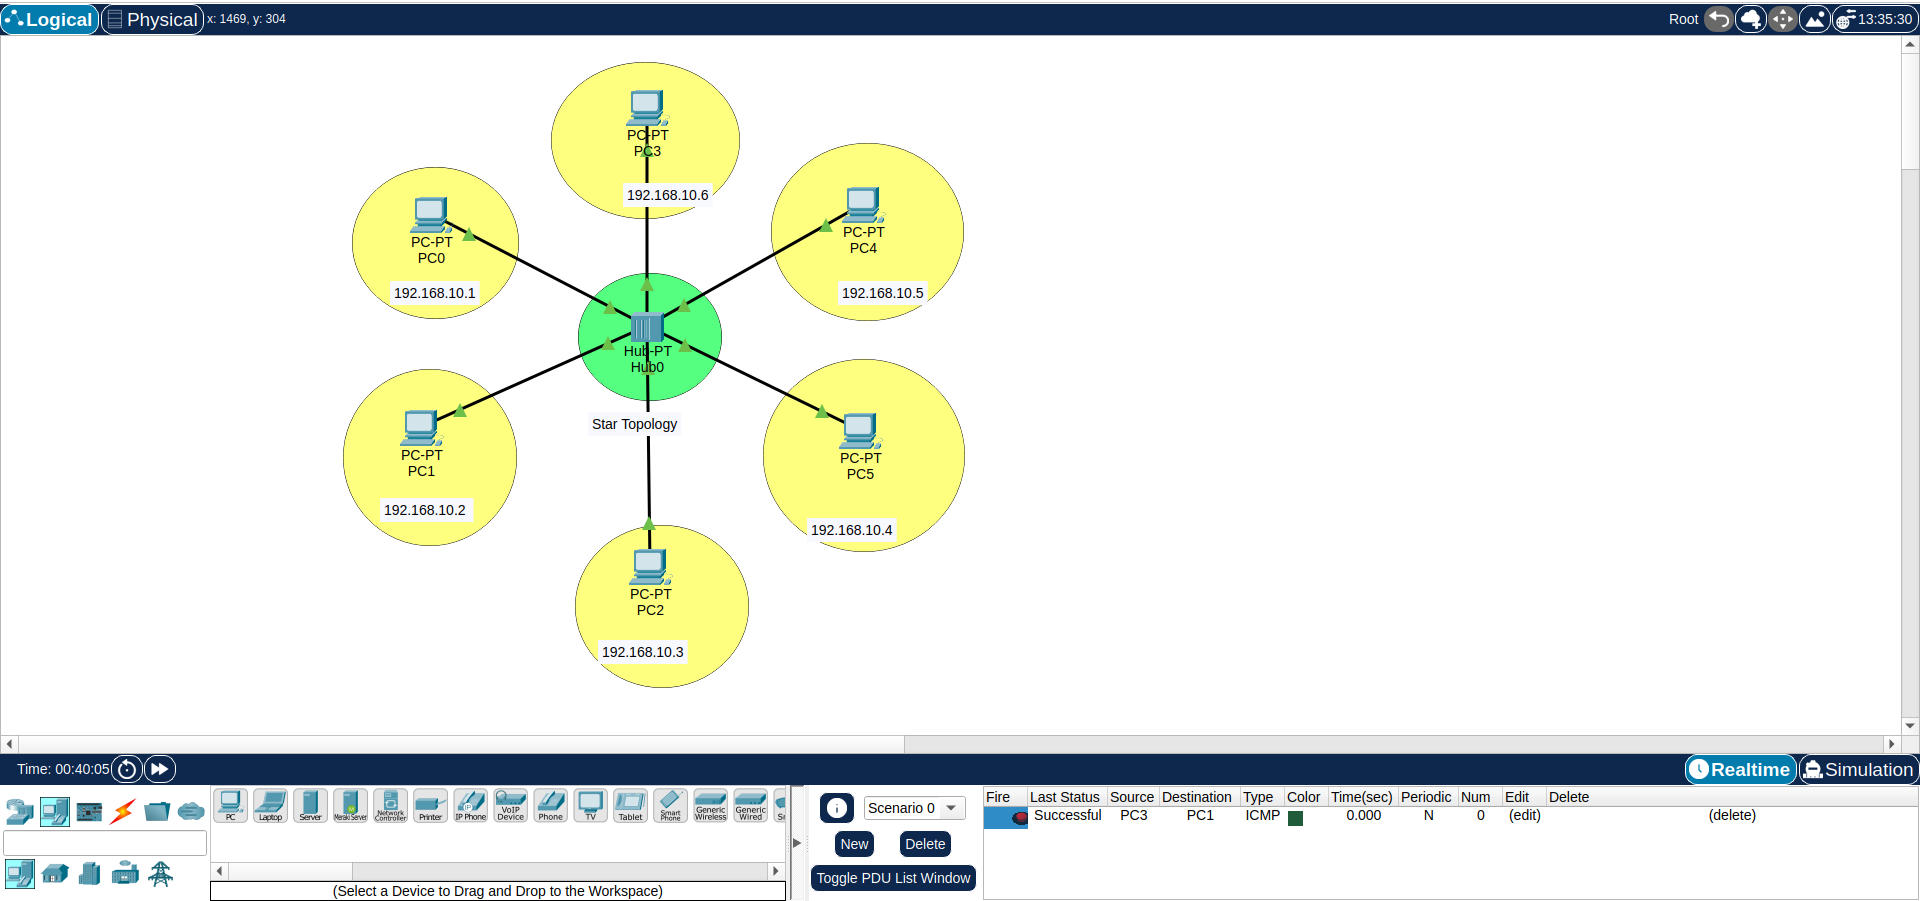 Logical
Physical
x: 1469, y: 304
Root
13:35:30
PC-PT
PC3
192.168.10.6
PC-PT
PC0
192.168.10.1
PC-PT
PC4
192.168.10.5
Hub-PT
Hub0
Star Topology
PC-PT
PC1
192.168.10.2
PC-PT
PC5
192.168.10.4
PC-PT
PC2
192.168.10.3
Time: 00:40:05
Realtime
Simulation
PC
Laptop
Server
Meraki Server
Network Controller
Printer
IP Phone
VoIP Device
Phone
TV
Tablet
Smart Phone
Generic Wireless
Generic Wired
(Select a Device to Drag and Drop to the Workspace)
Scenario 0
New
Delete
Toggle PDU List Window
Fire Last Status Source Destination Type Color Time(sec) Periodic Num Edit Delete
Successful PC3 PC1 ICMP 0.000 N 0 (edit) (delete)